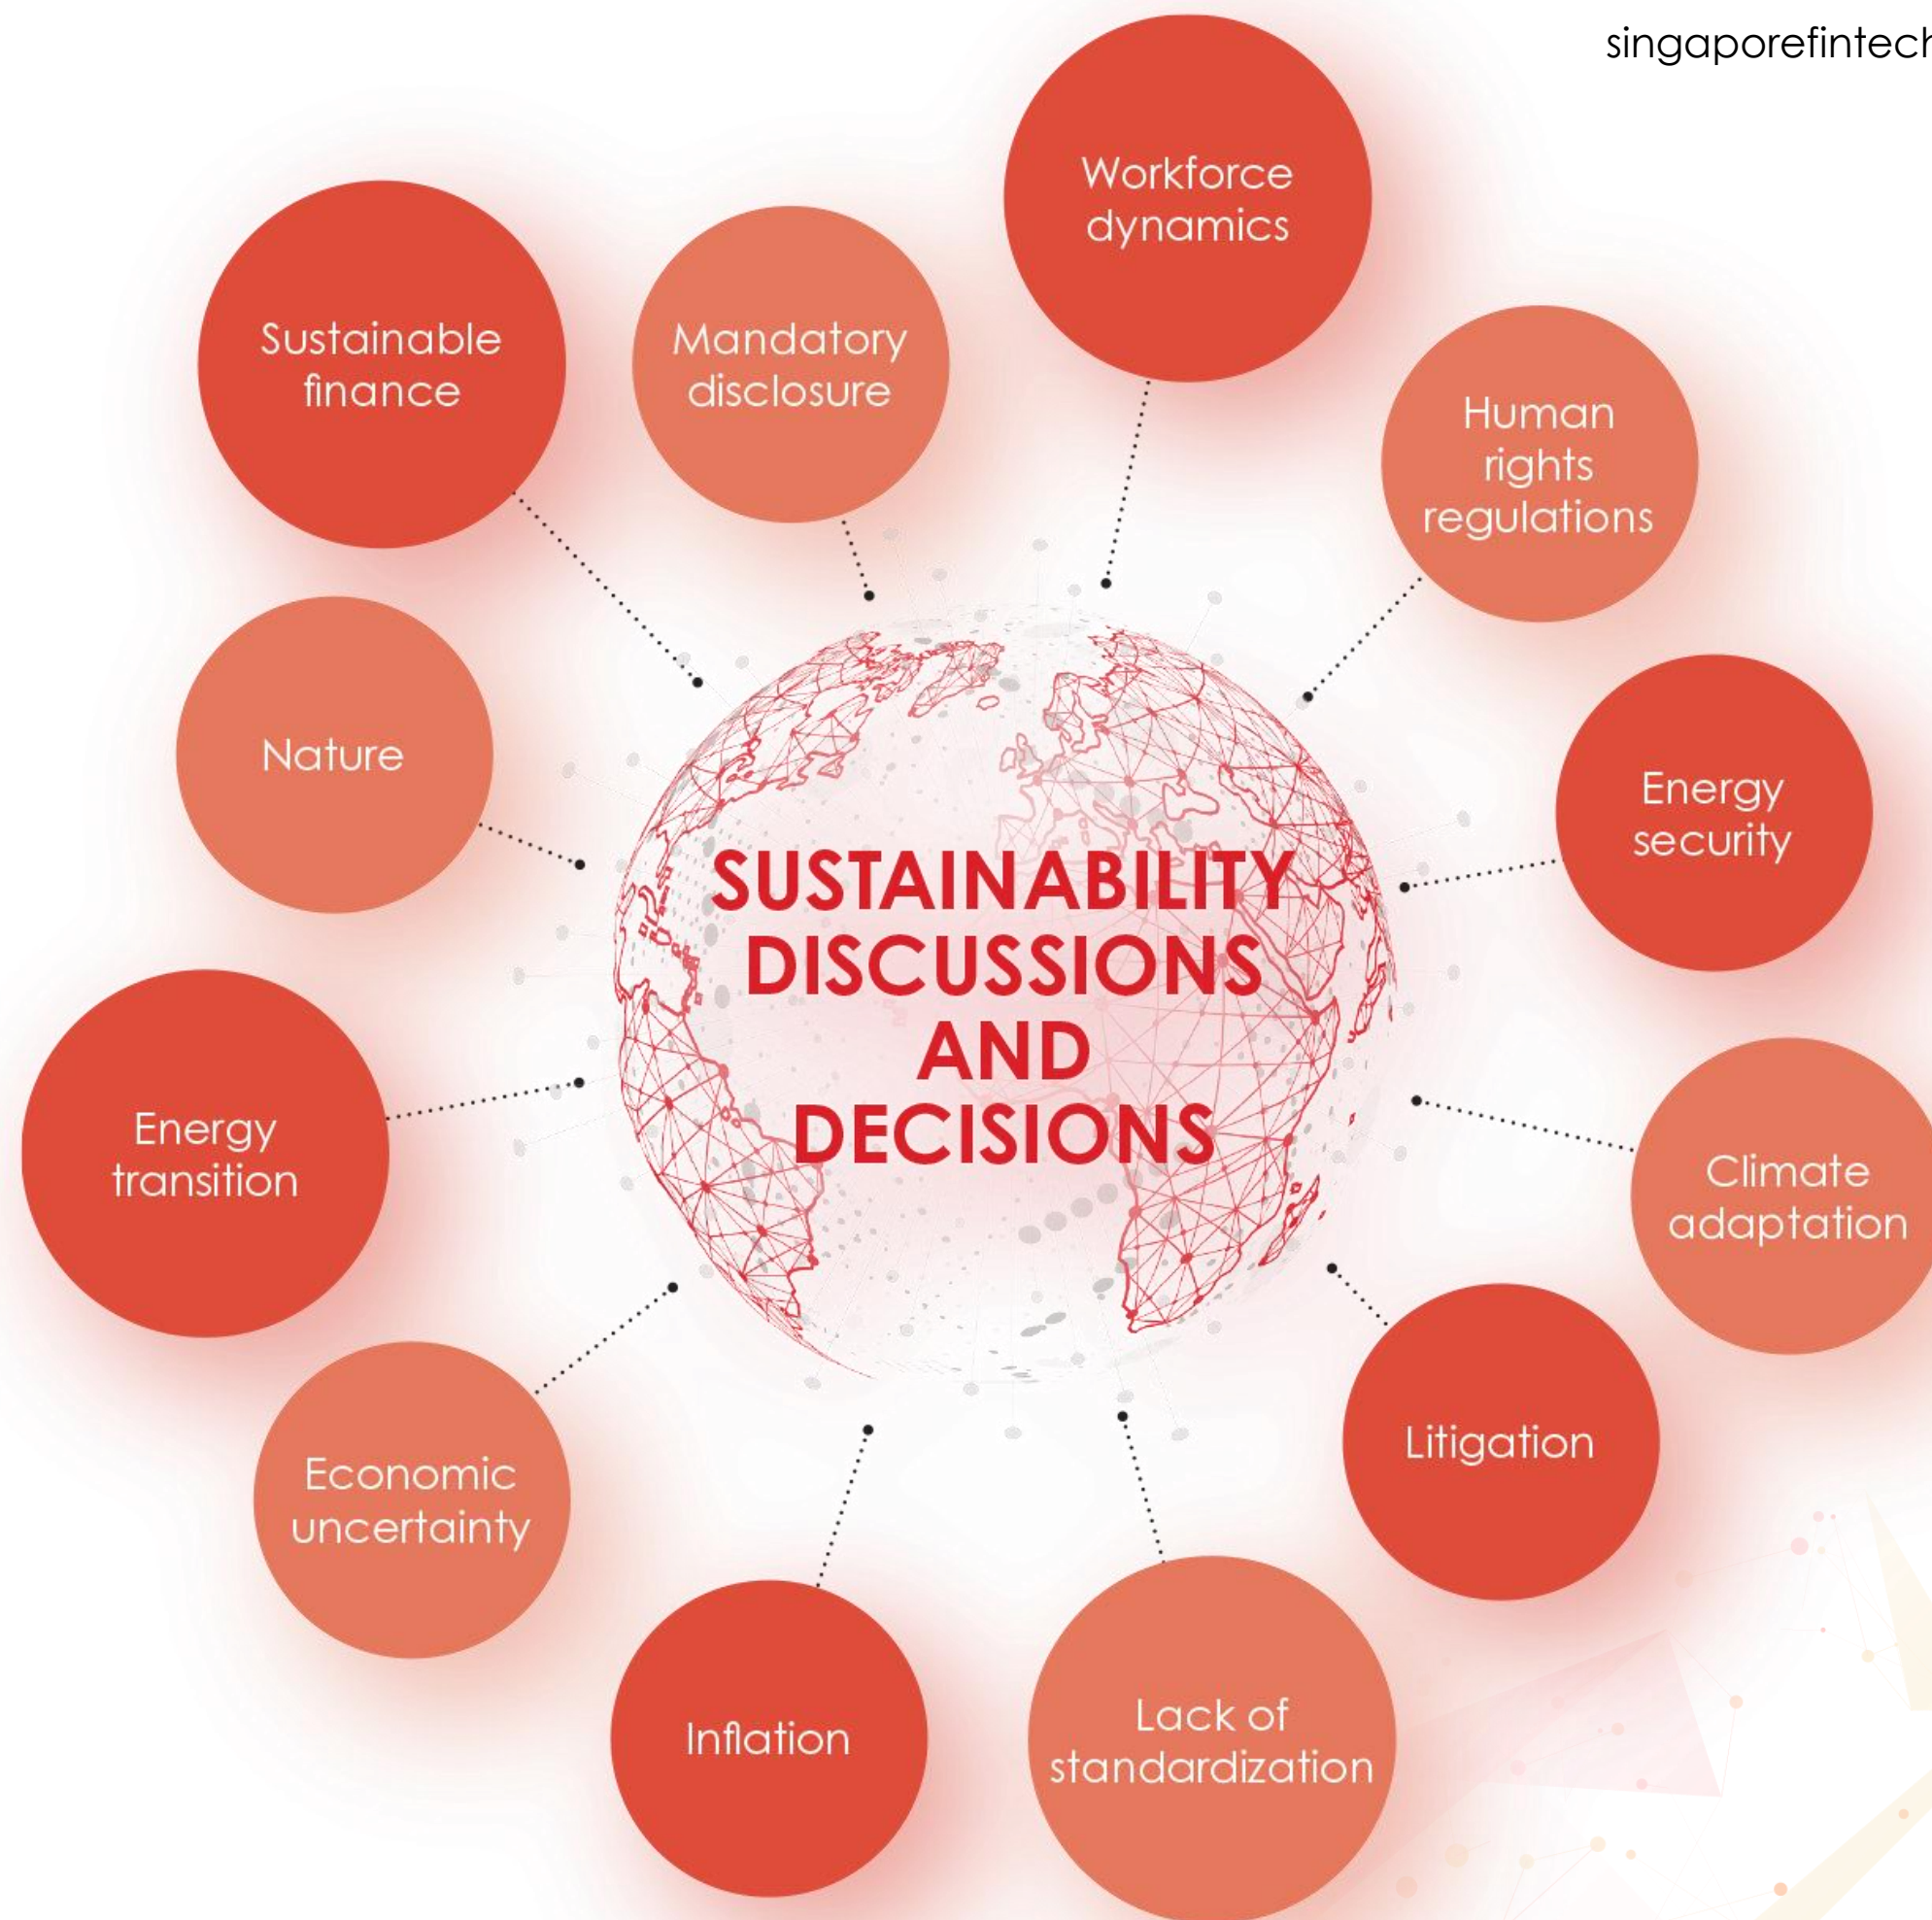 singaporefintech
Workforce
dynamics
Sustainable
finance
Mandatory
disclosure
Human
rights
regulations
Nature
Energy
security
SUSTAINABILITY
DISCUSSIONS
AND
DECISIONS
Energy
transition
Climate
adaptation
Economic
uncertainty
Litigation
Inflation
Lack of
standardization